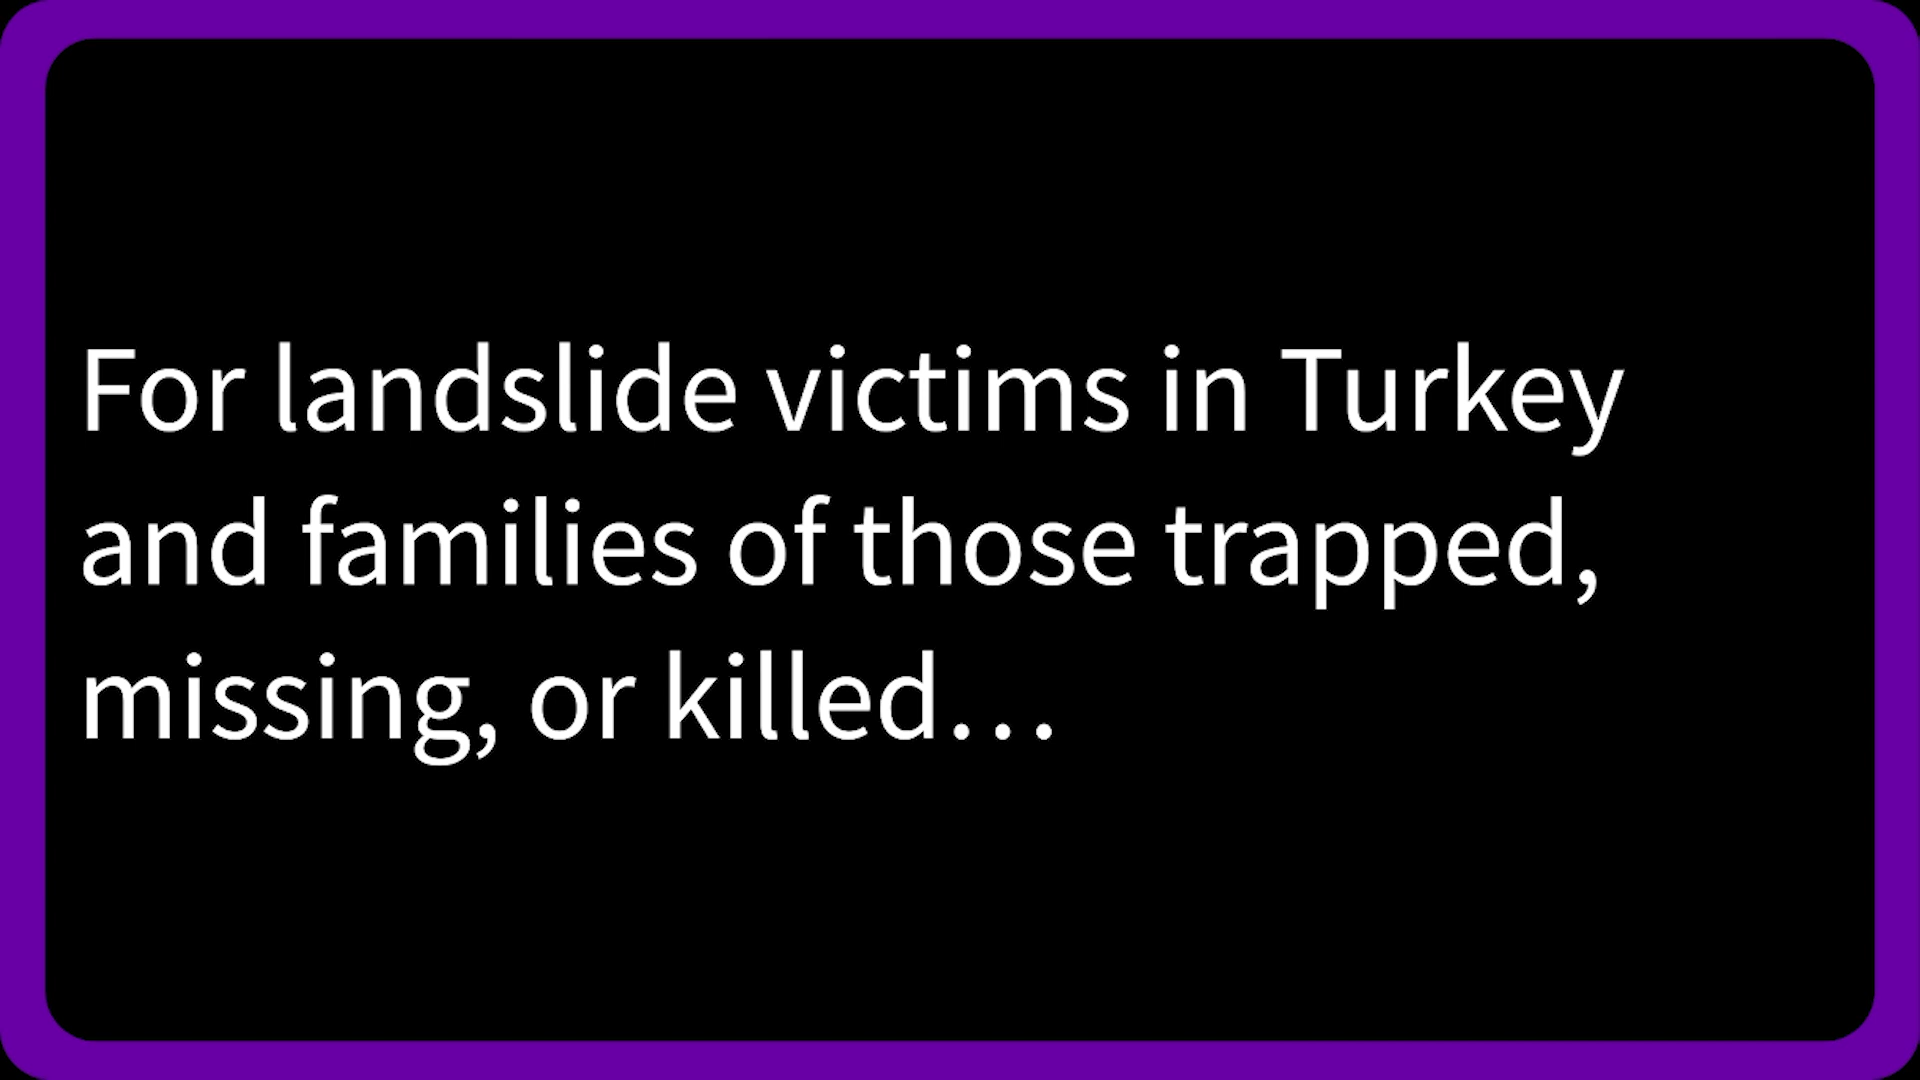 For landslide victims in Turkey
and families of those trapped,
missing, or killed…